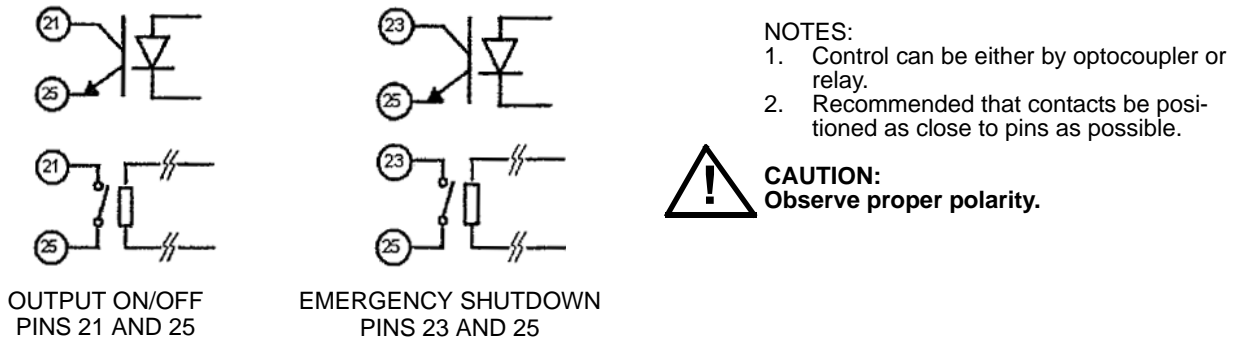 21
25
23
25
21
25
23
25
OUTPUT ON/OFF
PINS 21 AND 25
EMERGENCY SHUTDOWN
PINS 23 AND 25
NOTES:
1. Control can be either by optocoupler or
relay.
2. Recommended that contacts be posi-
tioned as close to pins as possible.
!
CAUTION:
Observe proper polarity.